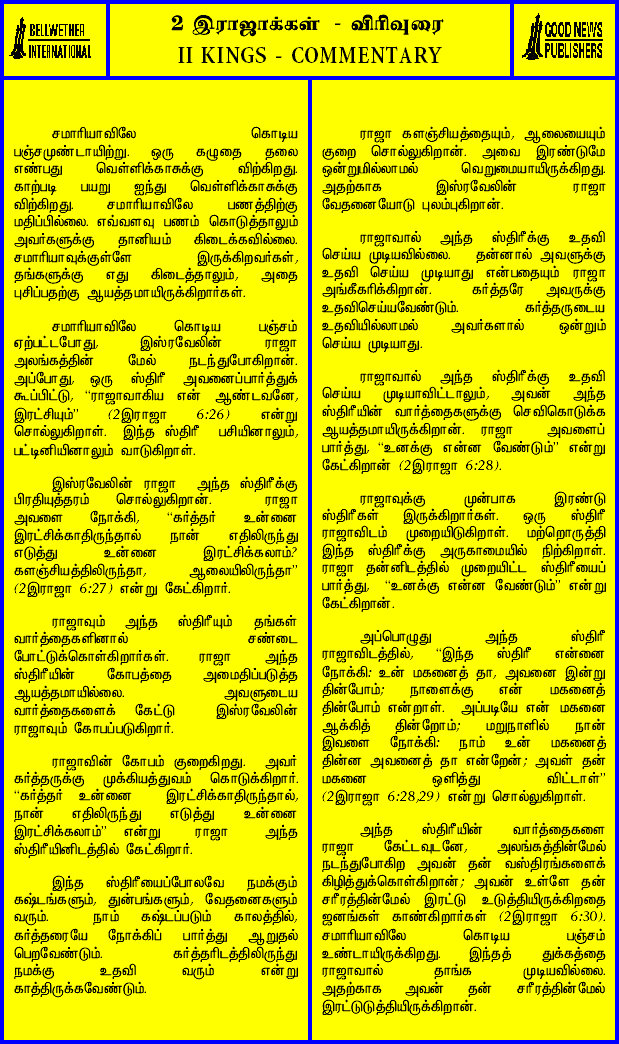 BELLWETHER
INTERNATIONAL
2 இராஜாக்கள் - விரிவுரை
II KINGS - COMMENTARY
GOOD NEWS
PUBLISHERS
சமாரியாவிலே கொடிய
பஞ்சமுண்டாயிற்று. ஒரு கழுதை தலை
எண்பது வெள்ளிக்காசுக்கு விற்கிறது.
காற்படி பயறு ஐந்து வெள்ளிக்காசுக்கு
விற்கிறது. சமாரியாவிலே பணத்திற்கு
மதிப்பில்லை. எவ்வளவு பணம் கொடுத்தாலும்
அவர்களுக்கு தானியம் கிடைக்கவில்லை.
சமாரியாவுக்குள்ளே இருக்கிறவர்கள்,
தங்களுக்கு எது கிடைத்தாலும், அதை
புசிப்பதற்கு ஆயத்தமாயிருக்கிறார்கள்.
சமாரியாவிலே கொடிய பஞ்சம்
ஏற்பட்டபோது, இஸ்ரவேலின் ராஜா
அலங்கத்தின் மேல் நடந்துபோகிறான்.
அப்போது, ஒரு ஸ்திரீ அவனைப்பார்த்துக்
கூப்பிட்டு, “ராஜாவாகிய என் ஆண்டவனே,
இரட்சியும்” (2இராஜா 6:26) என்று
சொல்லுகிறாள். இந்த ஸ்திரீ பசியினாலும்,
பட்டினியினாலும் வாடுகிறாள்.
இஸ்ரவேலின் ராஜா அந்த ஸ்திரீக்கு
பிரதியுத்தரம் சொல்லுகிறான். ராஜா
அவளை நோக்கி, “கர்த்தர் உன்னை
இரட்சிக்காதிருந்தால் நான் எதிலிருந்து
எடுத்து உன்னை இரட்சிக்கலாம்?
களஞ்சியத்திலிருந்தா, ஆலையிலிருந்தா”
(2இராஜா 6:27) என்று கேட்கிறார்.
ராஜாவும் அந்த ஸ்திரீயும் தங்கள்
வார்த்தைகளினால் சண்டை
போட்டுக்கொள்கிறார்கள். ராஜா அந்த
ஸ்திரீயின் கோபத்தை அமைதிப்படுத்த
ஆயத்தமாயில்லை. அவளுடைய
வார்த்தைகளைக் கேட்டு இஸ்ரவேலின்
ராஜாவும் கோபப்படுகிறார்.
ராஜாவின் கோபம் குறைகிறது. அவர்
கர்த்தருக்கு முக்கியத்துவம் கொடுக்கிறார்.
“கர்த்தர் உன்னை இரட்சிக்காதிருந்தால்,
நான் எதிலிருந்து எடுத்து உன்னை
இரட்சிக்கலாம்” என்று ராஜா அந்த
ஸ்திரீயினிடத்தில் கேட்கிறார்.
இந்த ஸ்திரீயைப்போலவே நமக்கும்
கஷ்டங்களும், துன்பங்களும், வேதனைகளும்
வரும். நாம் கஷ்டப்படும் காலத்தில்,
கர்த்தரையே நோக்கிப் பார்த்து ஆறுதல்
பெறவேண்டும். கர்த்தரிடத்திலிருந்து
நமக்கு உதவி வரும் என்று
காத்திருக்கவேண்டும்.
ராஜா களஞ்சியத்தையும், ஆலையையும்
குறை சொல்லுகிறான். அவை இரண்டுமே
ஒன்றுமில்லாமல் வெறுமையாயிருக்கிறது.
அதற்காக இஸ்ரவேலின் ராஜா
வேதனையோடு புலம்புகிறான்.
ராஜாவால் அந்த ஸ்திரீக்கு உதவி
செய்ய முடியவில்லை. தன்னால் அவளுக்கு
உதவி செய்ய முடியாது என்பதையும் ராஜா
அங்கீகரிக்கிறான். கர்த்தரே அவருக்கு
உதவிசெய்யவேண்டும். கர்த்தருடைய
உதவியில்லாமல் அவர்களால் ஒன்றும்
செய்ய முடியாது.
ராஜாவால் அந்த ஸ்திரீக்கு உதவி
செய்ய முடியாவிட்டாலும், அவன் அந்த
ஸ்திரீயின் வார்த்தைகளுக்கு செவிகொடுக்க
ஆயத்தமாயிருக்கிறான். ராஜா அவளைப்
பார்த்து, “உனக்கு என்ன வேண்டும்” என்று
கேட்கிறான் (2இராஜா 6:28).
ராஜாவுக்கு முன்பாக இரண்டு
ஸ்திரீகள் இருக்கிறார்கள். ஒரு ஸ்திரீ
ராஜாவிடம் முறையிடுகிறாள். மற்றொருத்தி
இந்த ஸ்திரீக்கு அருகாமையில் நிற்கிறாள்.
ராஜா தன்னிடத்தில் முறையிட்ட ஸ்திரீயைப்
பார்த்து, “உனக்கு என்ன வேண்டும்” என்று
கேட்கிறான்.
அப்பொழுது அந்த ஸ்திரீ
ராஜாவிடத்தில், “இந்த ஸ்திரீ என்னை
நோக்கி: உன் மகனைத் தா, அவனை இன்று
தின்போம்; நாளைக்கு என் மகனைத்
தின்போம் என்றாள். அப்படியே என் மகனை
ஆக்கித் தின்றோம்; மறுநாளில் நான்
இவளை நோக்கி: நாம் உன் மகனைத்
தின்ன அவனைத் தா என்றேன்; அவள் தன்
மகனை ஒளித்து விட்டாள்”
(2இராஜா 6:28,29) என்று சொல்லுகிறாள்.
அந்த ஸ்திரீயின் வார்த்தைகளை
ராஜா கேட்டவுடனே, அலங்கத்தின்மேல்
நடந்துபோகிற அவன் தன் வஸ்திரங்களைக்
கிழித்துக்கொள்கிறான்; அவன் உள்ளே தன்
சரீரத்தின்மேல் இரட்டு உடுத்தியிருக்கிறதை
ஜனங்கள் காண்கிறார்கள் (2இராஜா 6:30).
சமாரியாவிலே கொடிய பஞ்சம்
உண்டாயிருக்கிறது. இந்தத் துக்கத்தை
ராஜாவால் தாங்க முடியவில்லை.
அதற்காக அவன் தன் சரீரத்தின்மேல்
இரட்டுடுத்தியிருக்கிறான்.